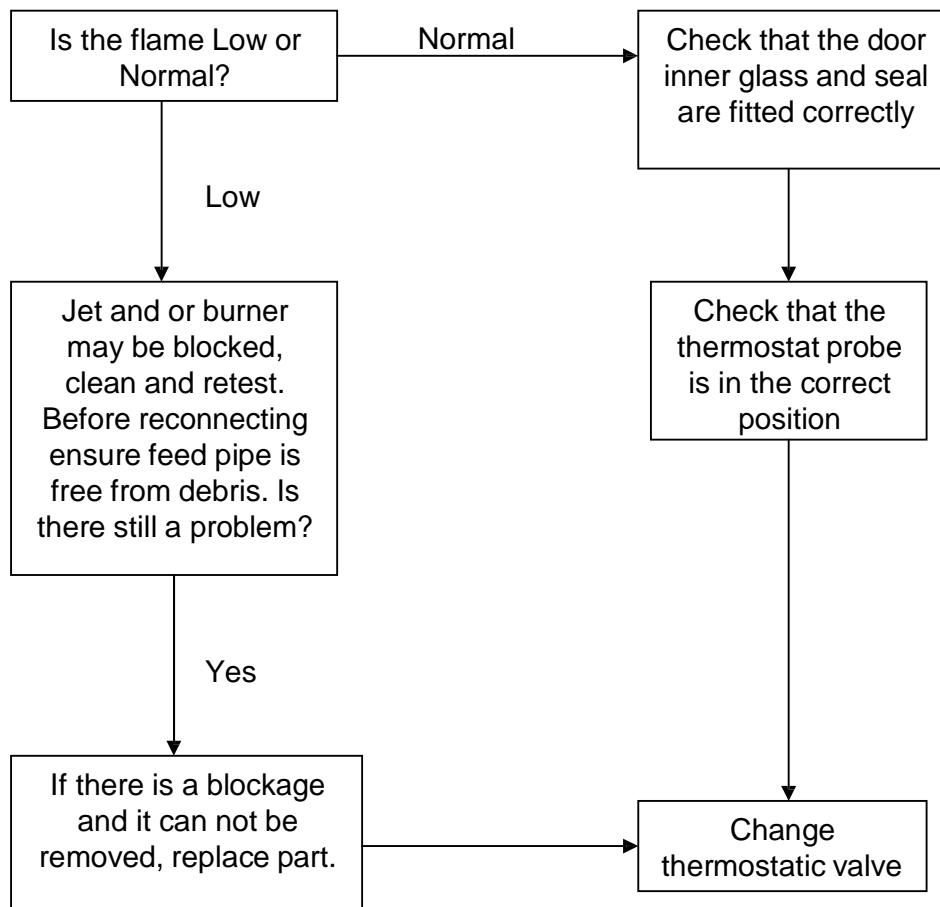 Is the flame Low or
Normal?
Normal
Check that the door
inner glass and seal
are fitted correctly
Low
Jet and or burner
may be blocked,
clean and retest.
Before reconnecting
ensure feed pipe is
free from debris. Is
there still a problem?
Check that the
thermostat probe
is in the correct
position
Yes
If there is a blockage
and it can not be
removed, replace part.
Change
thermostatic valve